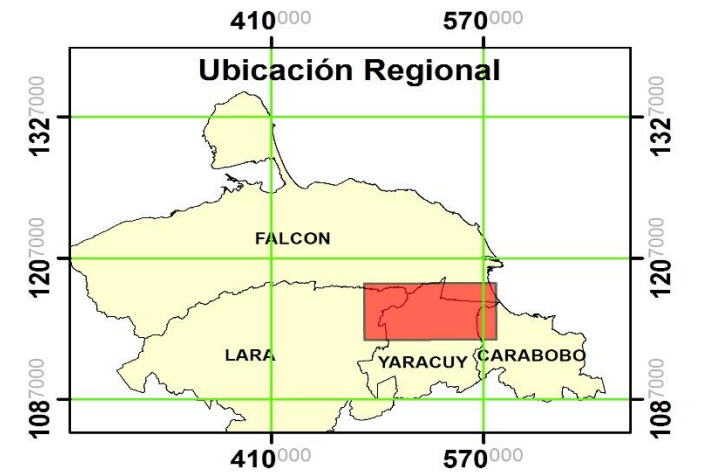 410000 570000
Ubicación Regional
1327000 1327000
FALCON
1207000 1207000
LARA YARACUY CARABOBO
1087000 1087000
410000 570000